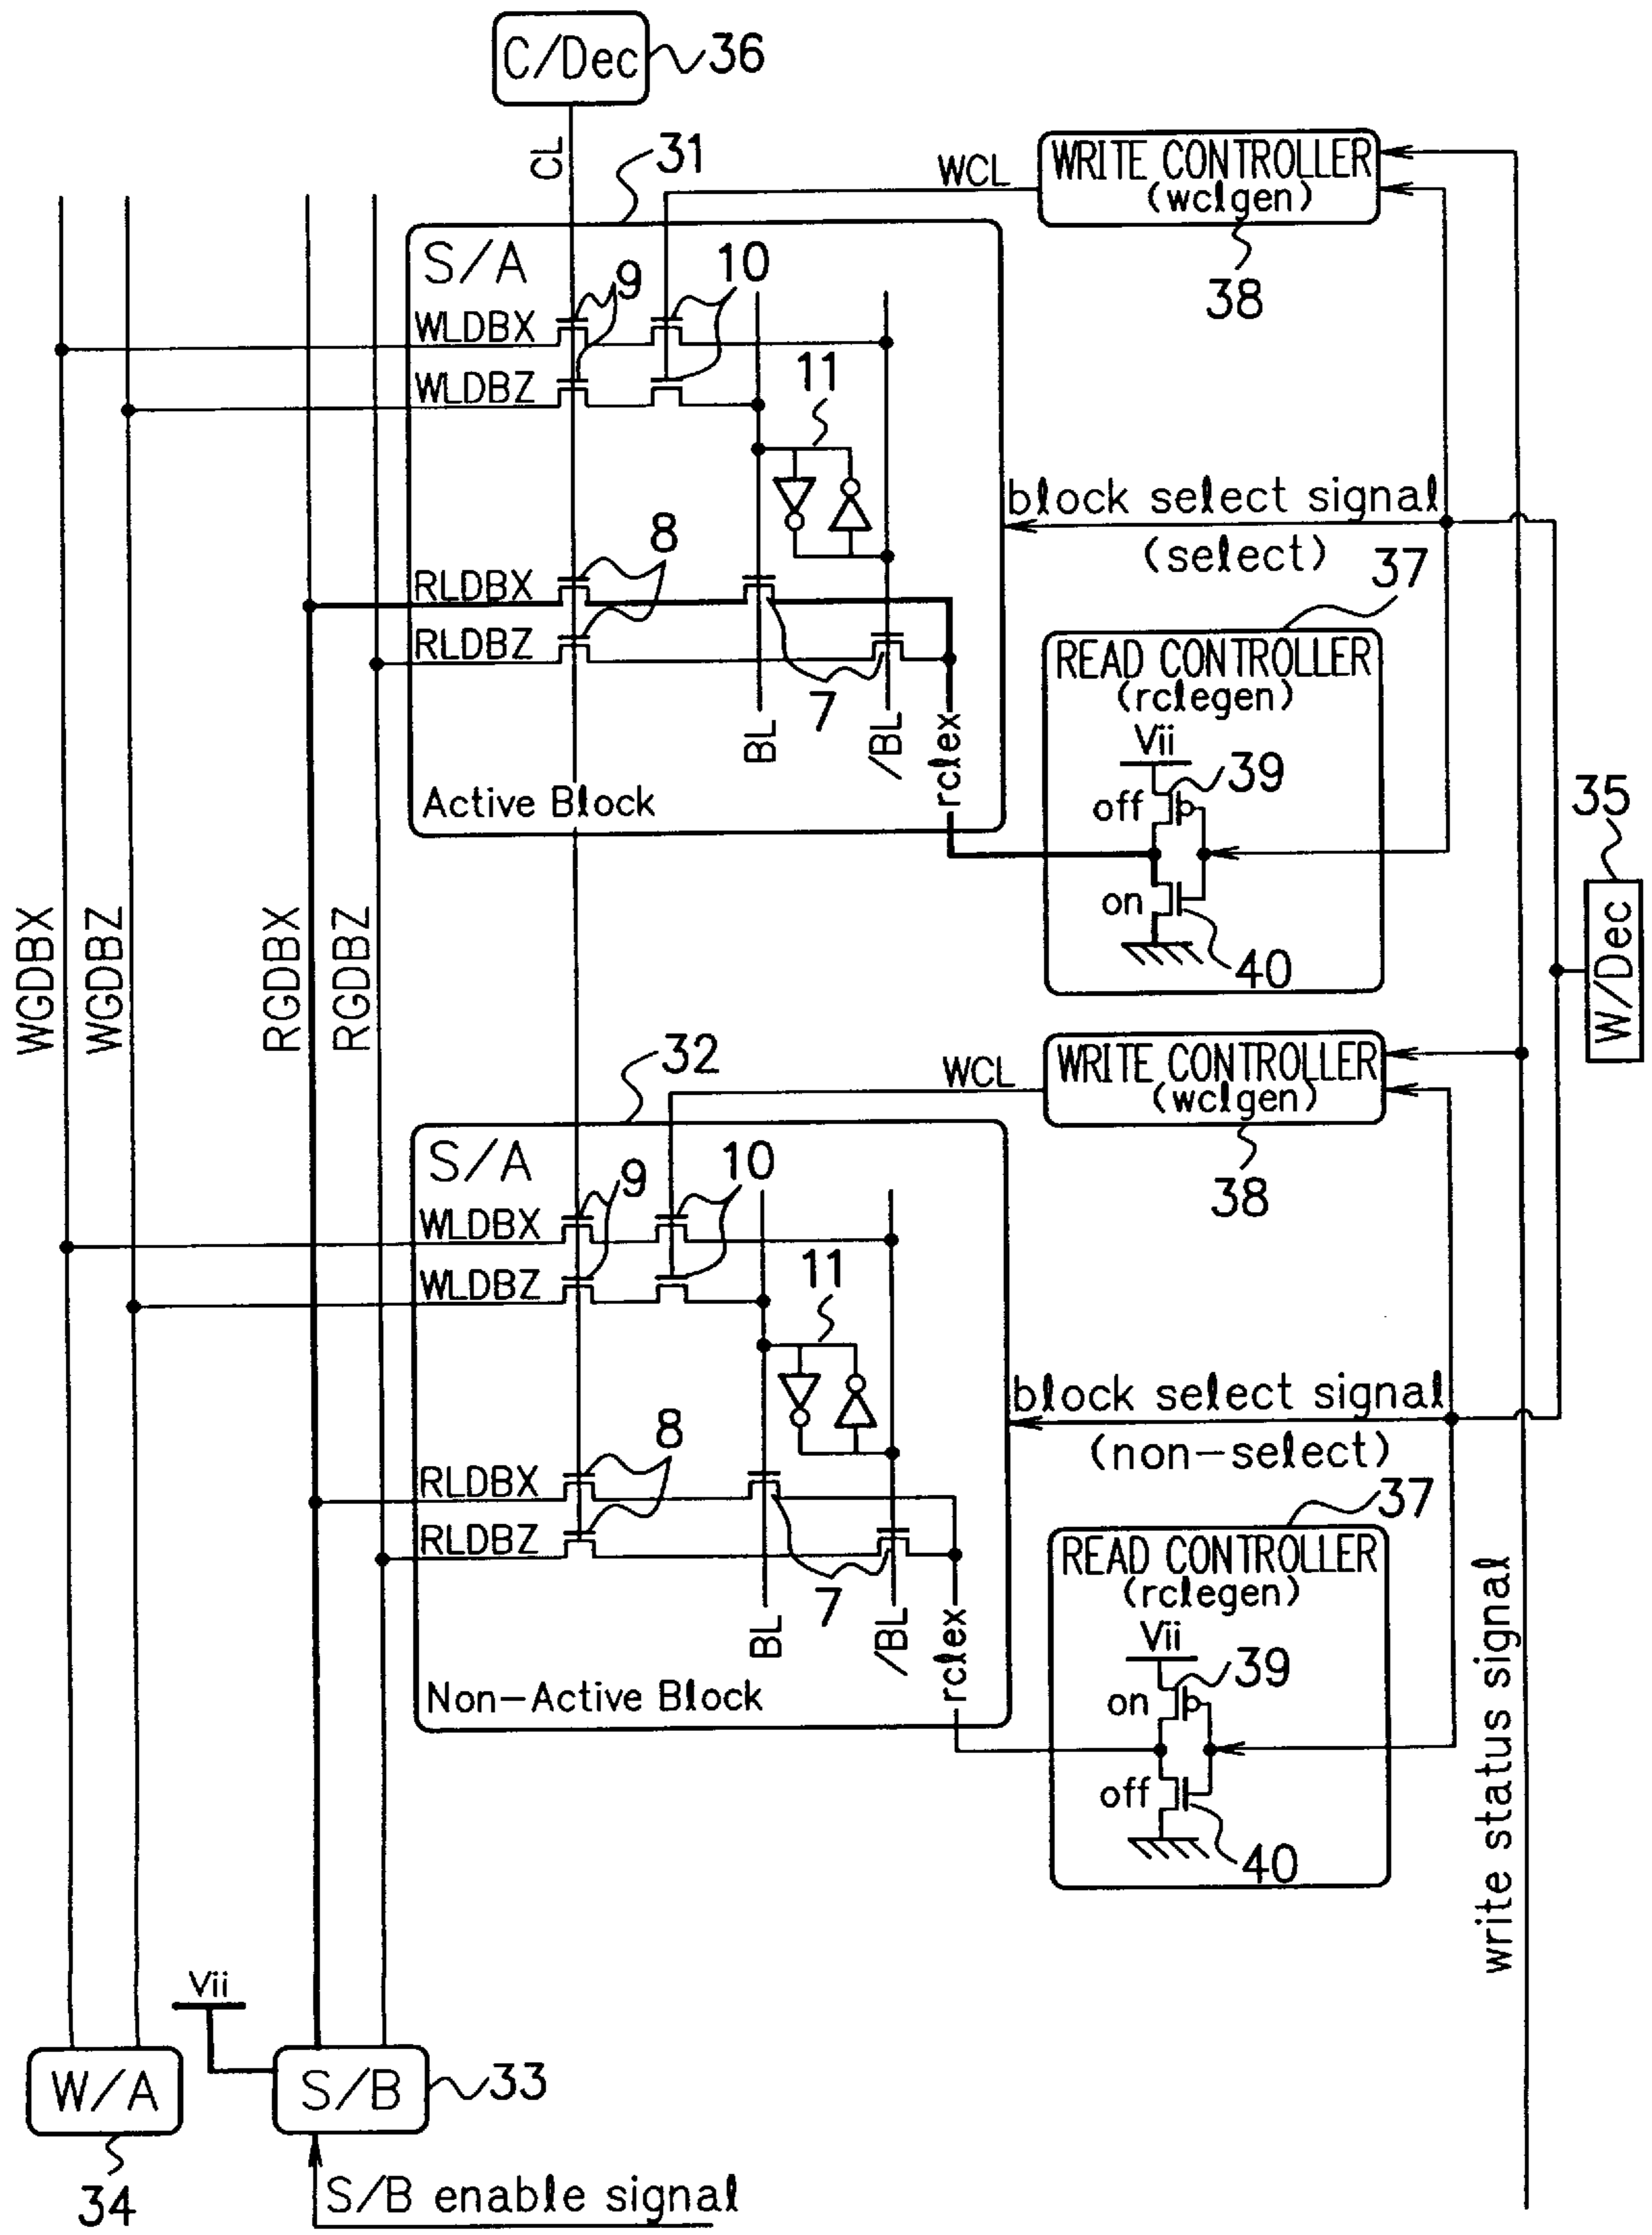 C/Dec
36
CL
31
WCL
WRITE CONTROLLER
(wclgen)
38
S/A
9
10
WLDBX
WLDBZ
11
block select signal
(select)
8
RLDBX
RLDBZ
7
BL
/BL
rclex
Active Block
37
READ CONTROLLER
(rclegen)
Vii
39
off
on
40
35
W/Dec
WGDBX
WGDBZ
RGDBX
RGDBZ
32
WCL
WRITE CONTROLLER
(wclgen)
38
S/A
9
10
WLDBX
WLDBZ
11
block select signal
(non-select)
8
RLDBX
RLDBZ
7
BL
/BL
rclex
Non-Active Block
37
READ CONTROLLER
(rclegen)
Vii
39
on
off
40
write status signal
Vii
W/A
34
S/B
33
S/B enable signal